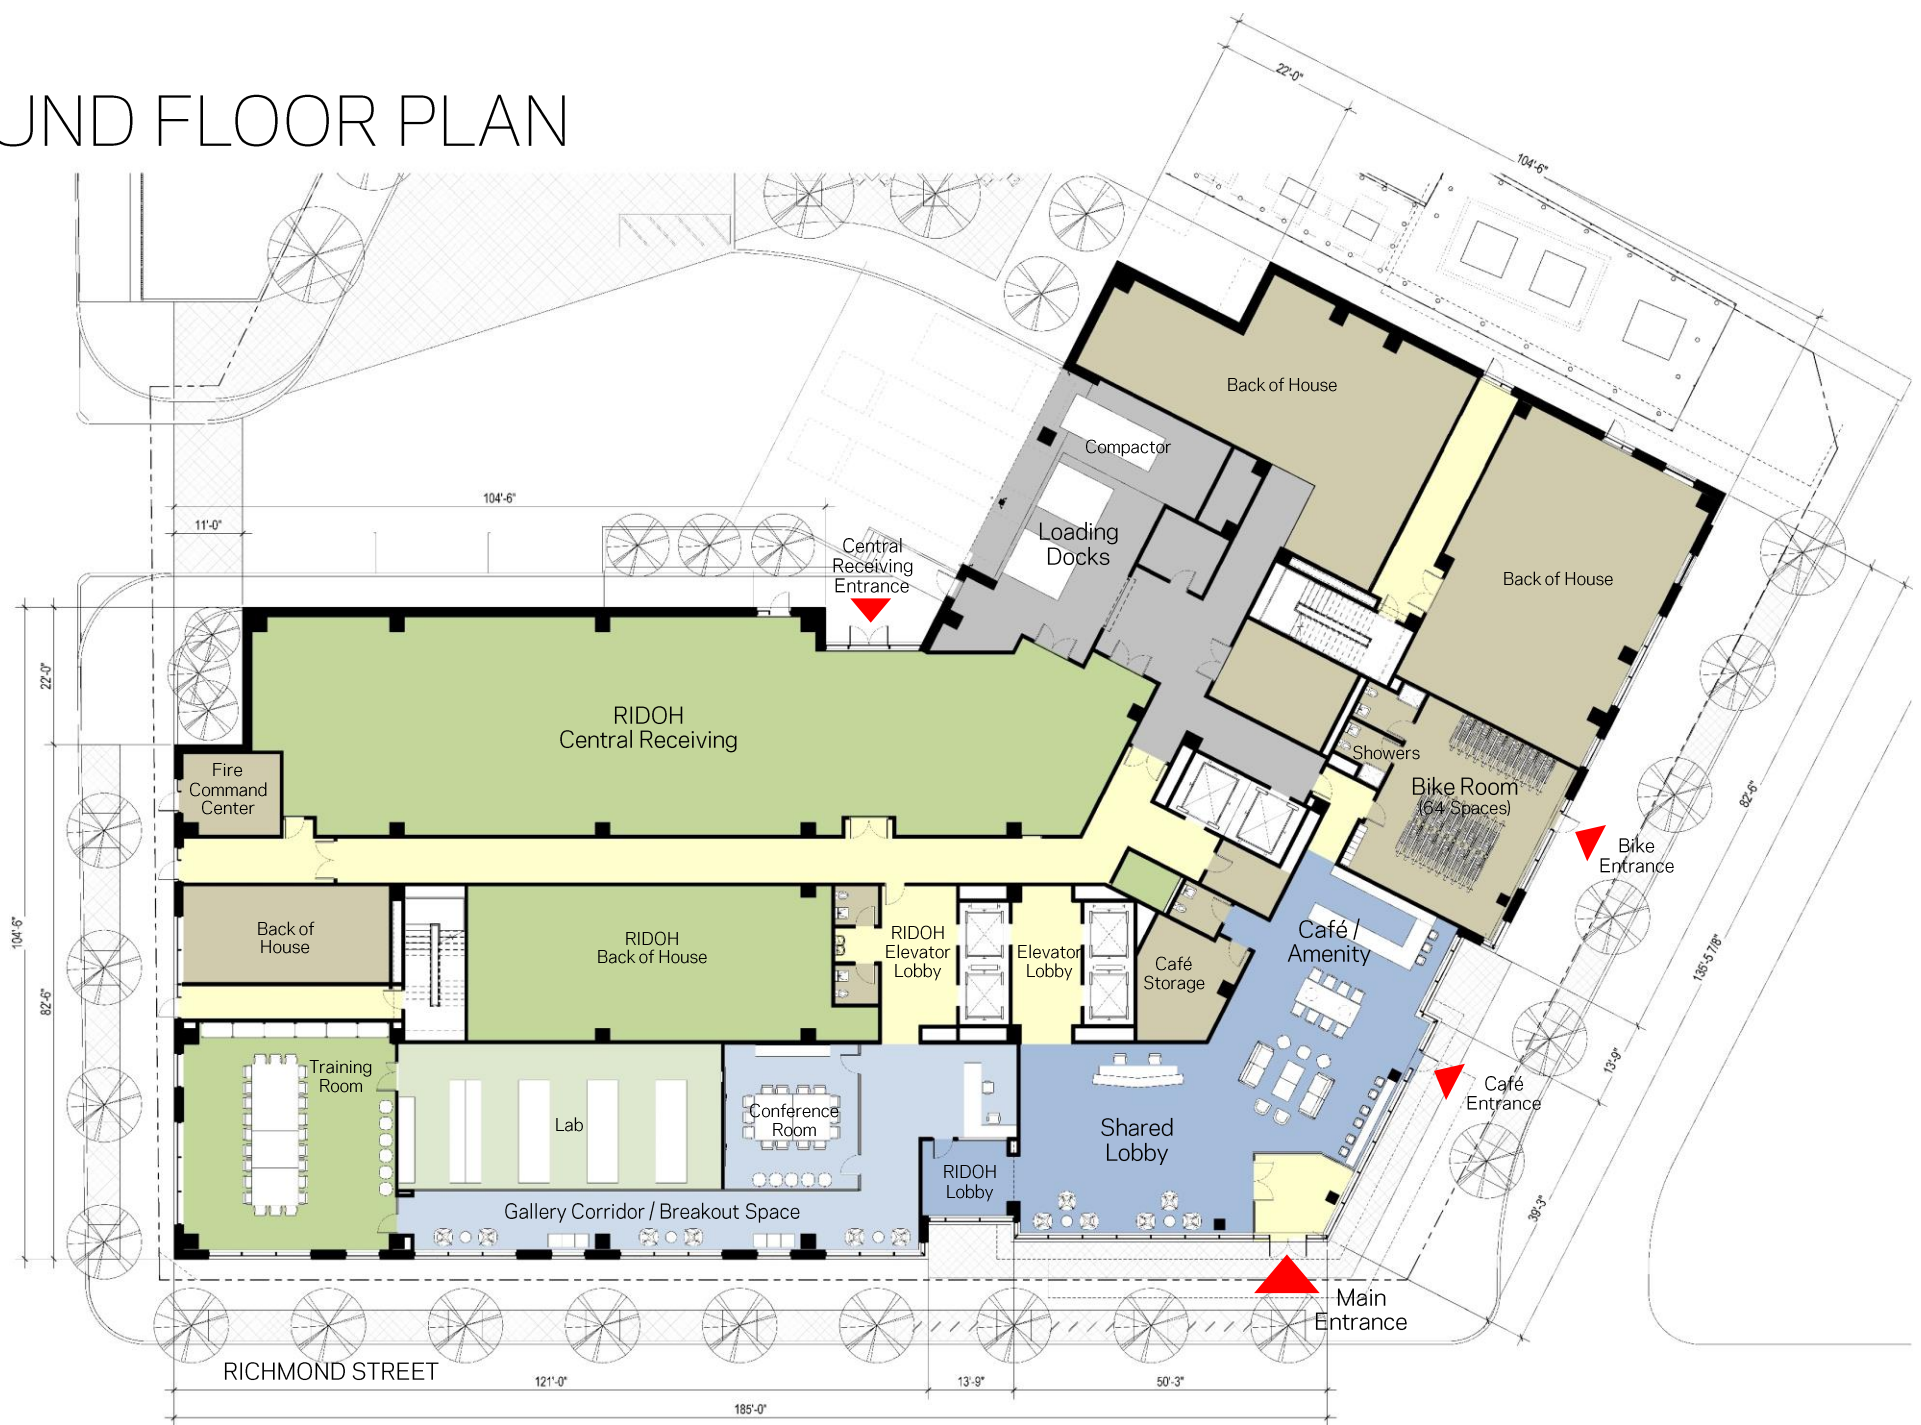 UND FLOOR PLAN
22'-0"
104'-6"
Back of House
Compactor
104'-6"
11'-0"
Loading
Docks
Central
Receiving
Entrance
Back of House
22'-0"
RIDOH
Central Receiving
Showers
Fire
Command
Center
Bike Room
(64 Spaces)
82'-6"
Bike
Entrance
104'-6"
Back of
House
RIDOH
Back of House
RIDOH
Elevator
Lobby
Elevator
Lobby
Café
Storage
Café /
Amenity
135'-5 7/8"
82'-6"
13'-9"
Training
Room
Café
Entrance
Lab
Conference
Room
Shared
Lobby
RIDOH
Lobby
39'-3"
Gallery Corridor / Breakout Space
Main
Entrance
RICHMOND STREET
121'-0"
13'-9"
50'-3"
185'-0"